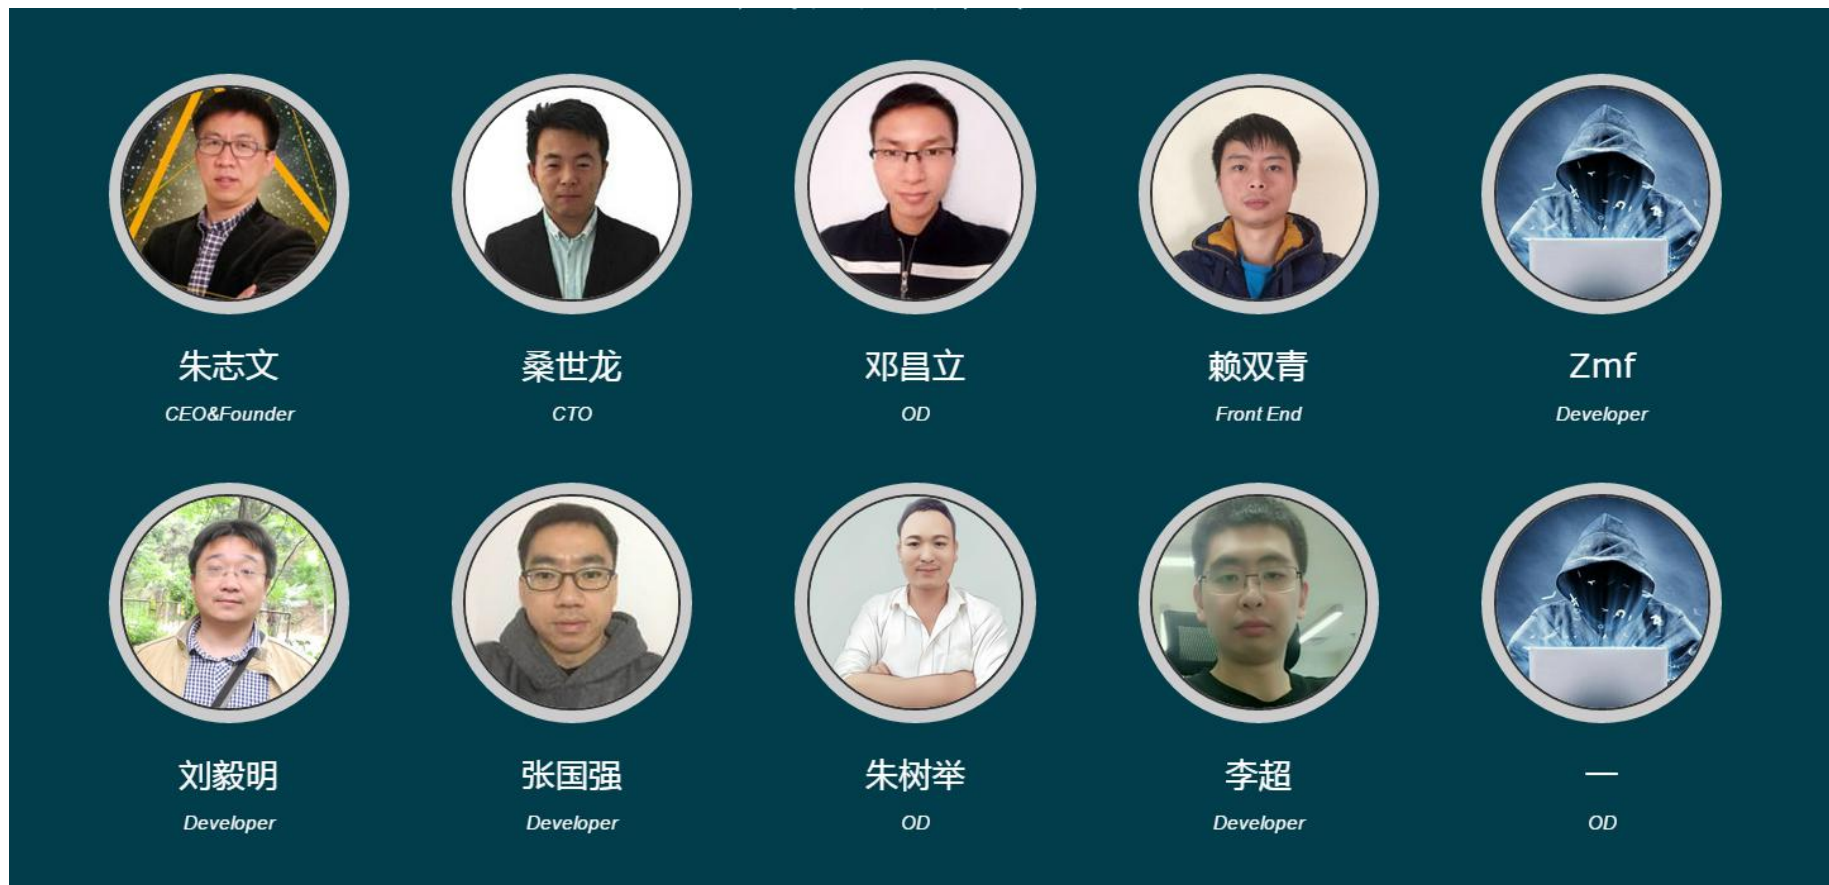 朱志文
CEO&Founder
桑世龙
CTO
邓昌立
OD
赖双青
Front End
Zmf
Developer
刘毅明
Developer
张国强
Developer
朱树举
OD
李超
Developer
一
OD